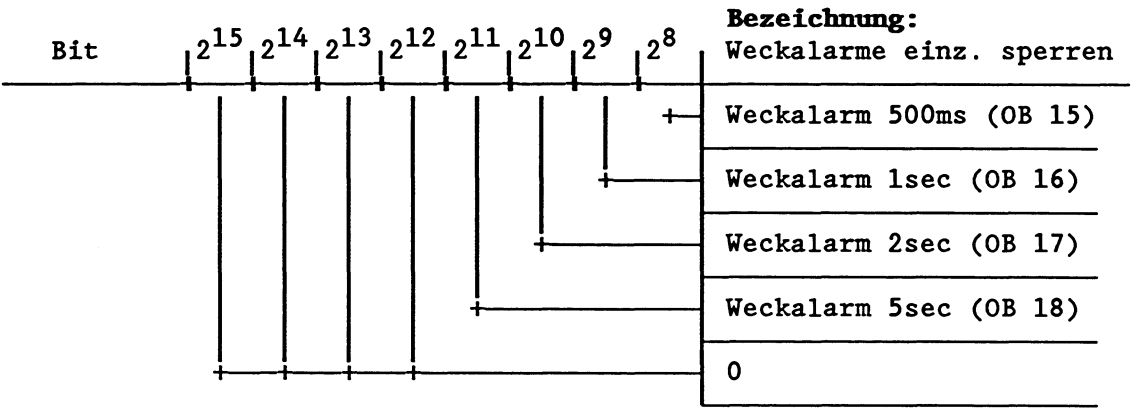 Bezeichnung:
Bit 2^15 2^14 2^13 2^12 2^11 2^10 2^9 2^8 Weckalarme einz. sperren
Weckalarm 500ms (OB 15)
Weckalarm 1sec (OB 16)
Weckalarm 2sec (OB 17)
Weckalarm 5sec (OB 18)
0